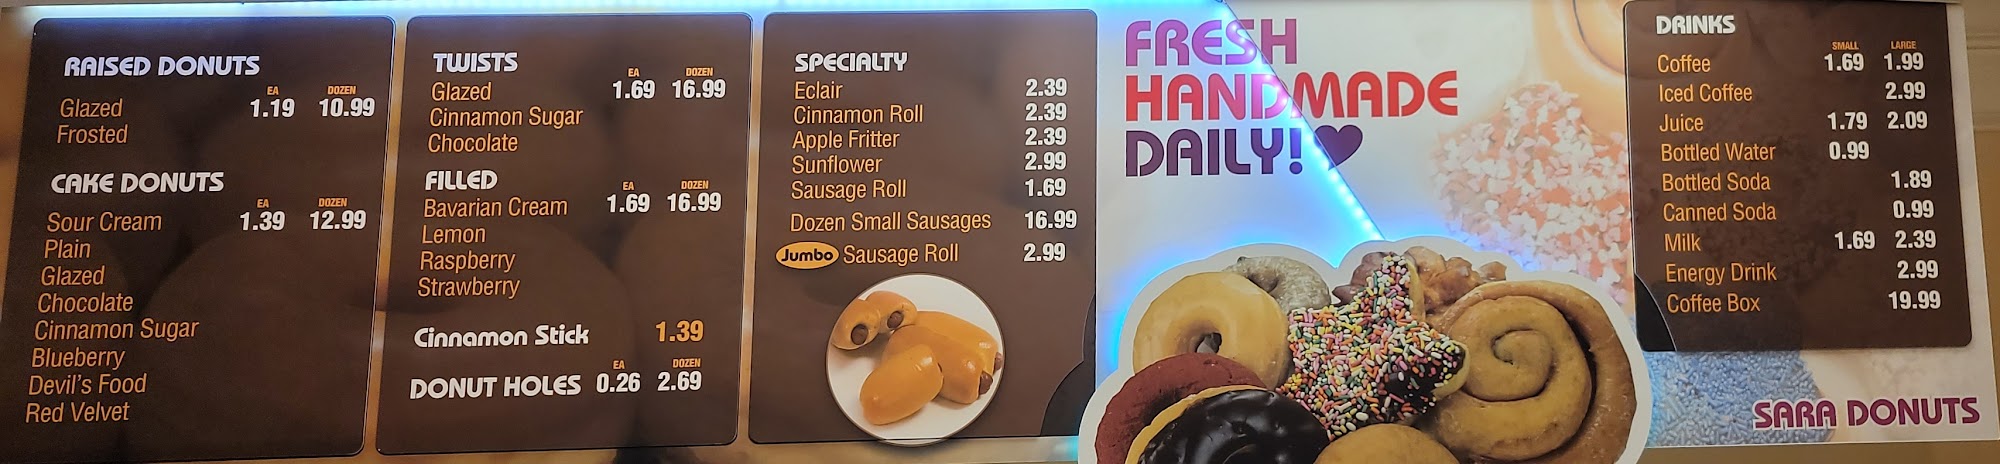 RAISED DONUTS
EA DOZEN
Glazed 1.19 10.99
Frosted
CAKE DONUTS
EA DOZEN
Sour Cream 1.39 12.99
Plain
Glazed
Chocolate
Cinnamon Sugar
Blueberry
Devil's Food
Red Velvet
TWISTS
EA DOZEN
Glazed 1.69 16.99
Cinnamon Sugar
Chocolate
FILLED
EA DOZEN
Bavarian Cream 1.69 16.99
Lemon
Raspberry
Strawberry
Cinnamon Stick 1.39
EA DOZEN
DONUT HOLES 0.26 2.69
SPECIALTY
Eclair 2.39
Cinnamon Roll 2.39
Apple Fritter 2.39
Sunflower 2.99
Sausage Roll 1.69
Dozen Small Sausages 16.99
Jumbo Sausage Roll 2.99
FRESH
HANDMADE
DAILY!
DRINKS
SMALL LARGE
Coffee 1.69 1.99
Iced Coffee 2.99
Juice 1.79 2.09
Bottled Water 0.99
Bottled Soda 1.89
Canned Soda 0.99
Milk 1.69 2.39
Energy Drink 2.99
Coffee Box 19.99
SARA DONUTS